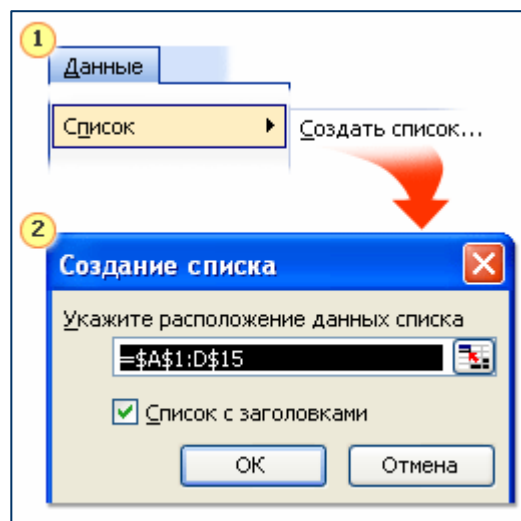 1
Данные
Список Создать список...
2
Создание списка
Укажите расположение данных списка
=$A$1:D$15
Список с заголовками
ОК Отмена